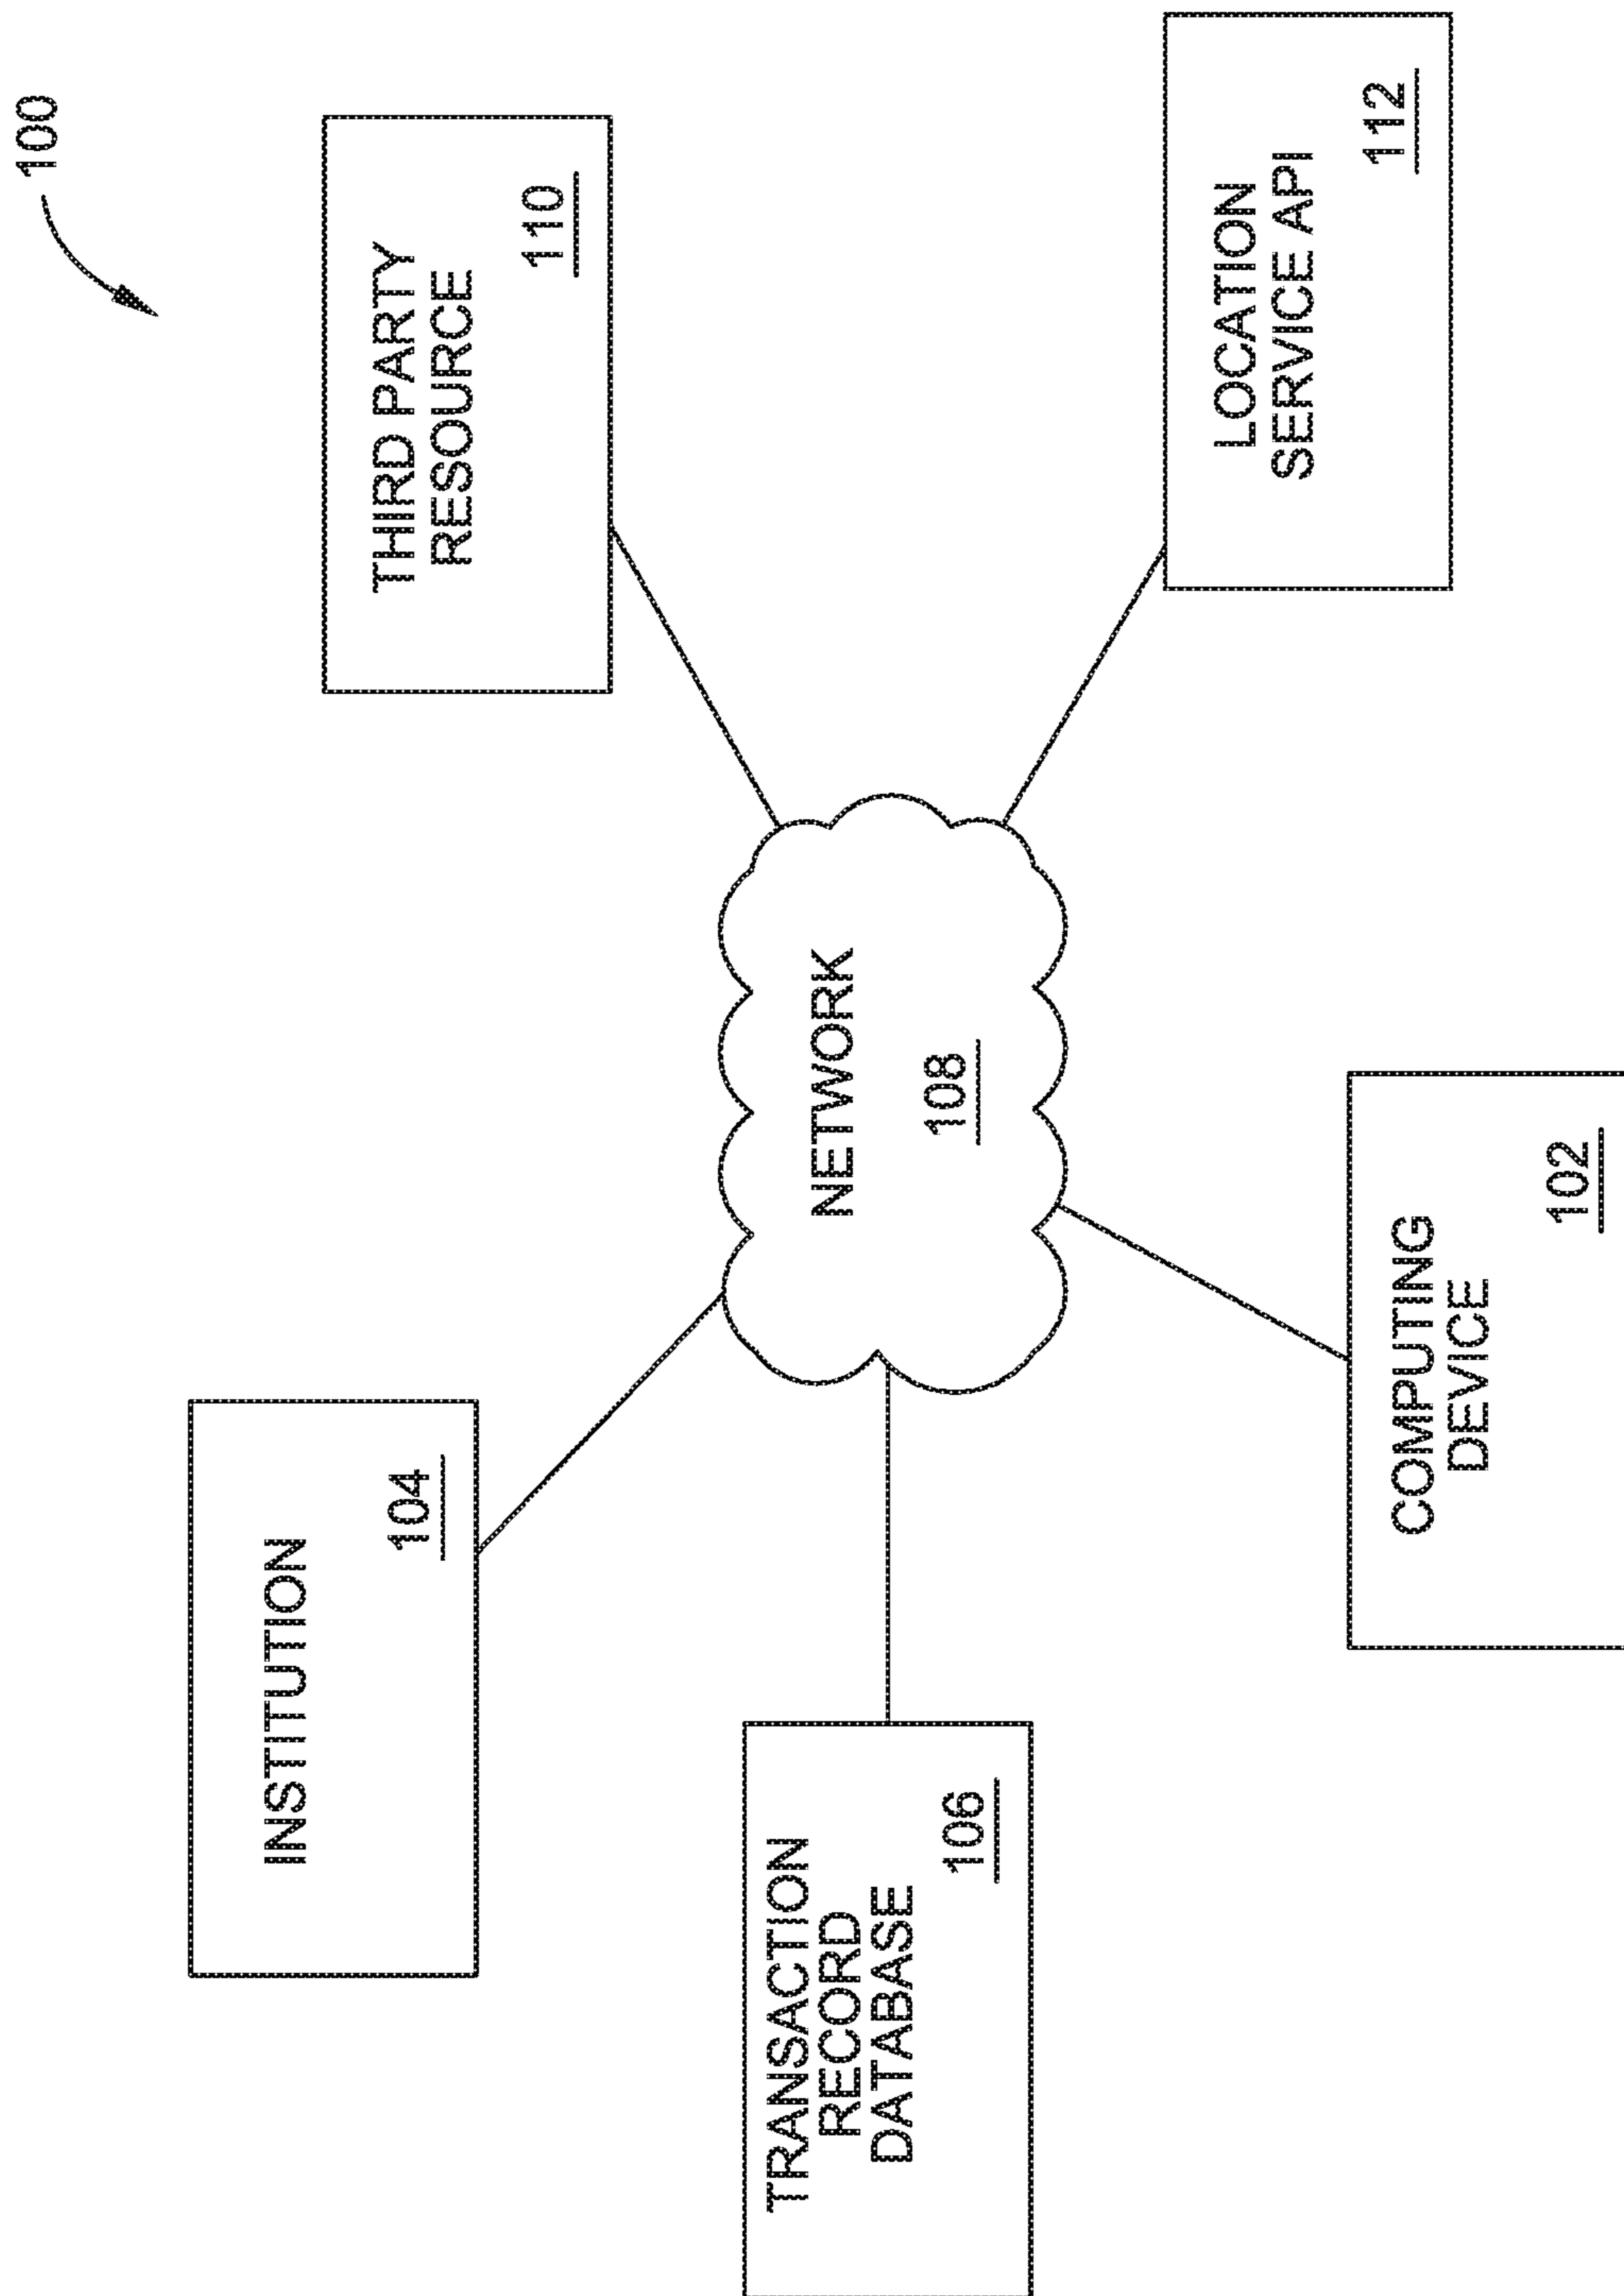 100
INSTITUTION
104
THIRD PARTY
RESOURCE
110
TRANSACTION
RECORD
DATABASE
106
NETWORK
108
LOCATION
SERVICE API
112
COMPUTING
DEVICE
102